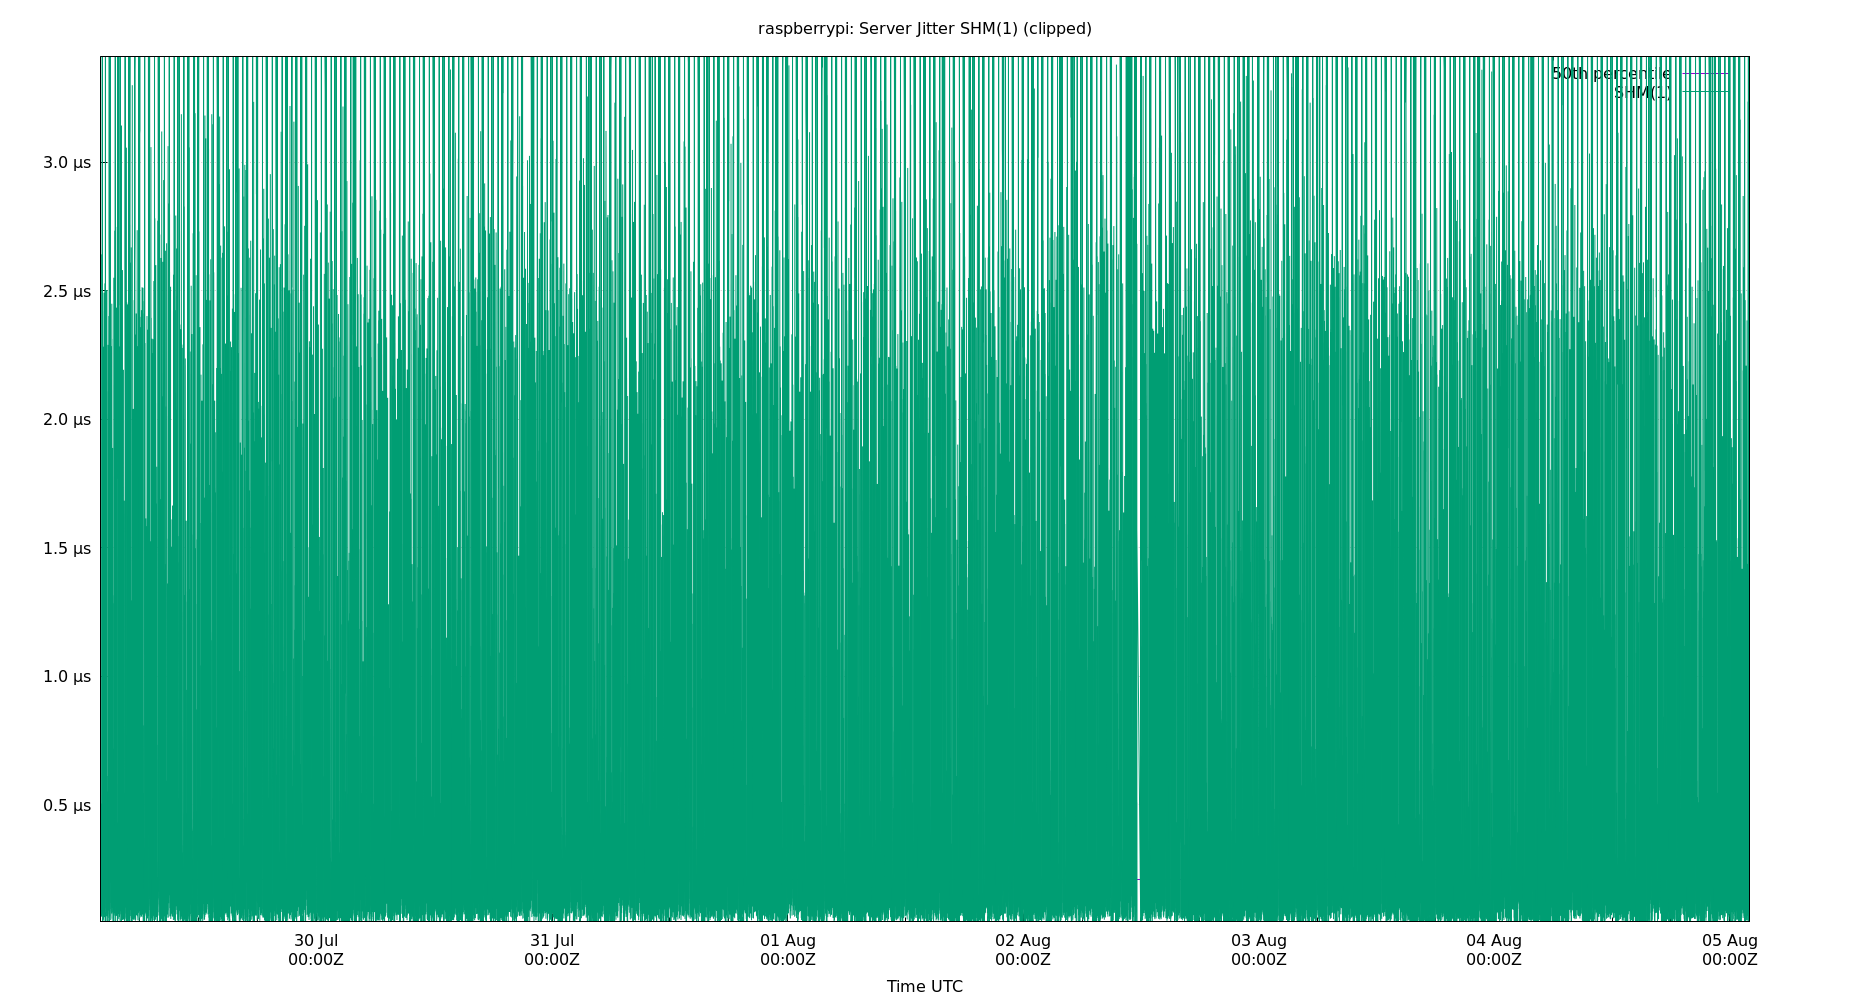 raspberrypi: Server Jitter SHM(1) (clipped)
50th percentile
SHM(1)
3.0 µs
2.5 µs
2.0 µs
1.5 µs
1.0 µs
0.5 µs
30 Jul 31 Jul 01 Aug 02 Aug 03 Aug 04 Aug 05 Aug
00:00Z 00:00Z 00:00Z 00:00Z 00:00Z 00:00Z 00:00Z
Time UTC